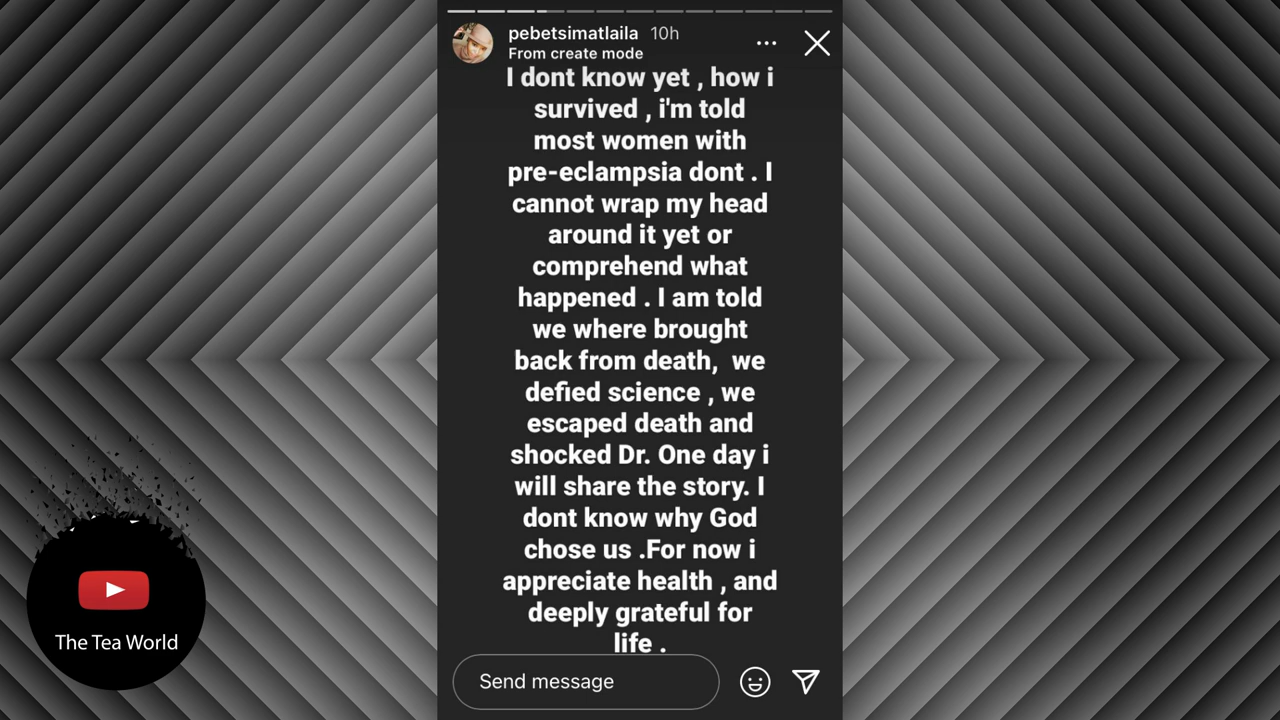 pebetsimatlaila 10h
From create mode
I dont know yet , how i
survived , i'm told
most women with
pre-eclampsia dont . I
cannot wrap my head
around it yet or
comprehend what
happened . I am told
we where brought
back from death, we
defied science , we
escaped death and
shocked Dr. One day i
will share the story. I
dont know why God
chose us .For now i
appreciate health , and
deeply grateful for
life .
Send message
The Tea World